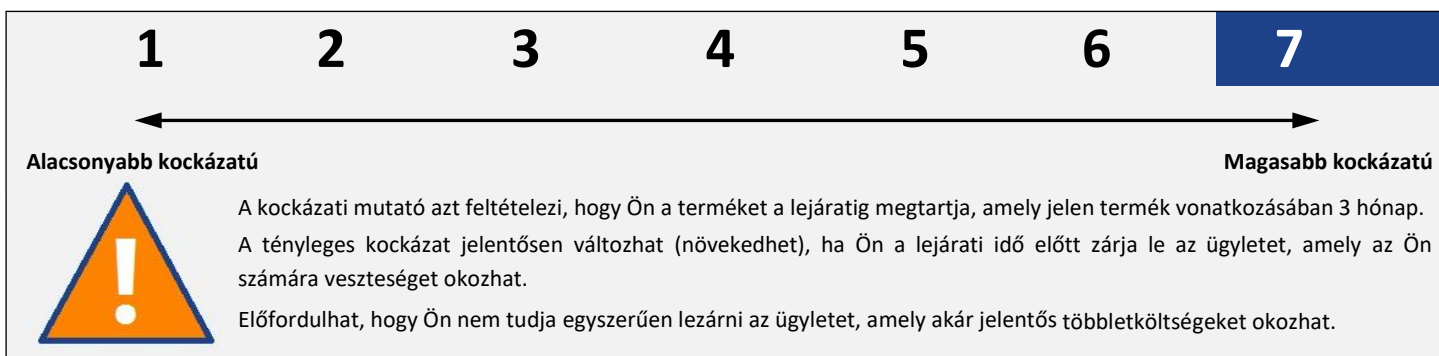 1 2 3 4 5 6 7
Alacsonyabb kockázatú Magasabb kockázatú
A kockázati mutató azt feltételezi, hogy Ön a terméket a lejáratig megtartja, amely jelen termék vonatkozásában 3 hónap.
A tényleges kockázat jelentősen változhat (növekedhet), ha Ön a lejárati idő előtt zárja le az ügyletet, amely az Ön
számára veszteséget okozhat.
Előfordulhat, hogy Ön nem tudja egyszerűen lezárni az ügyletet, amely akár jelentős többletköltségeket okozhat.